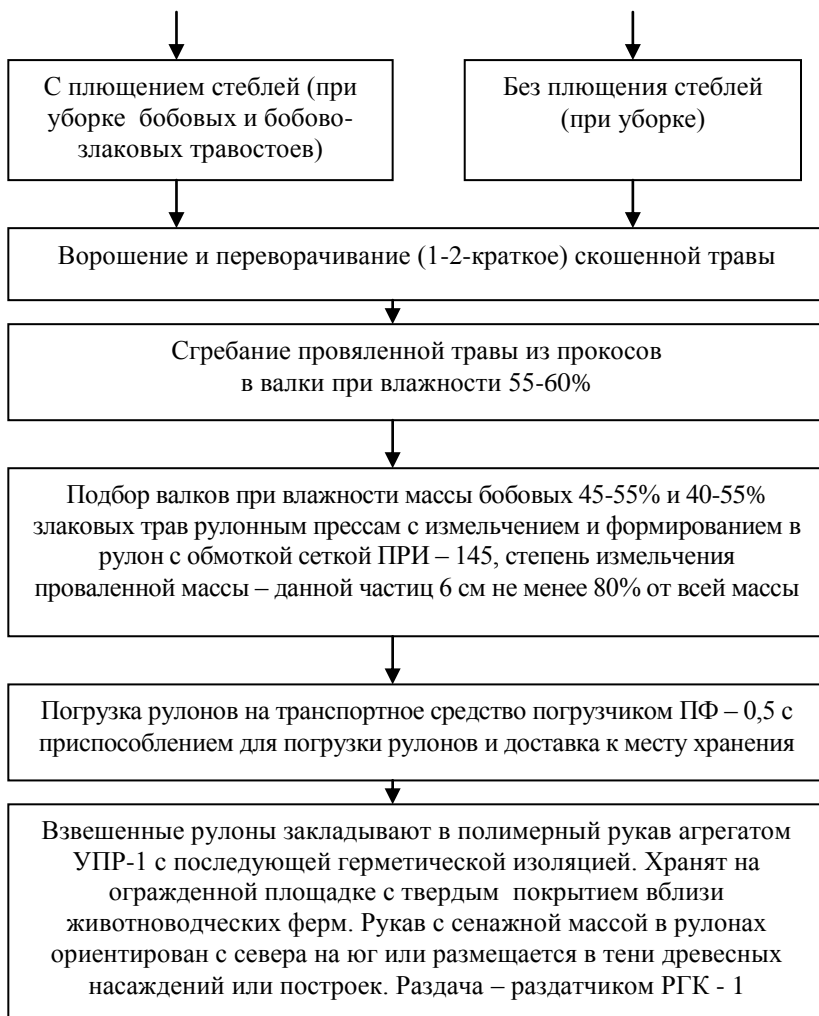 С плющением стеблей (при
уборке бобовых и бобово-
злаковых травостоев)
Без плющения стеблей
(при уборке)
Ворошение и переворачивание (1-2-краткое) скошенной травы
Сгребание провяленной травы из прокосов
в валки при влажности 55-60%
Подбор валков при влажности массы бобовых 45-55% и 40-55%
злаковых трав рулонным прессам с измельчением и формированием в
рулон с обмоткой сеткой ПРИ – 145, степень измельчения
проваленной массы – данной частиц 6 см не менее 80% от всей массы
Погрузка рулонов на транспортное средство погрузчиком ПФ – 0,5 с
приспособлением для погрузки рулонов и доставка к месту хранения
Взвешенные рулоны закладывают в полимерный рукав агрегатом
УПР-1 с последующей герметической изоляцией. Хранят на
огражденной площадке с твердым покрытием вблизи
животноводческих ферм. Рукав с сенажной массой в рулонах
ориентирован с севера на юг или размещается в тени древесных
насаждений или построек. Раздача – раздатчиком РГК - 1